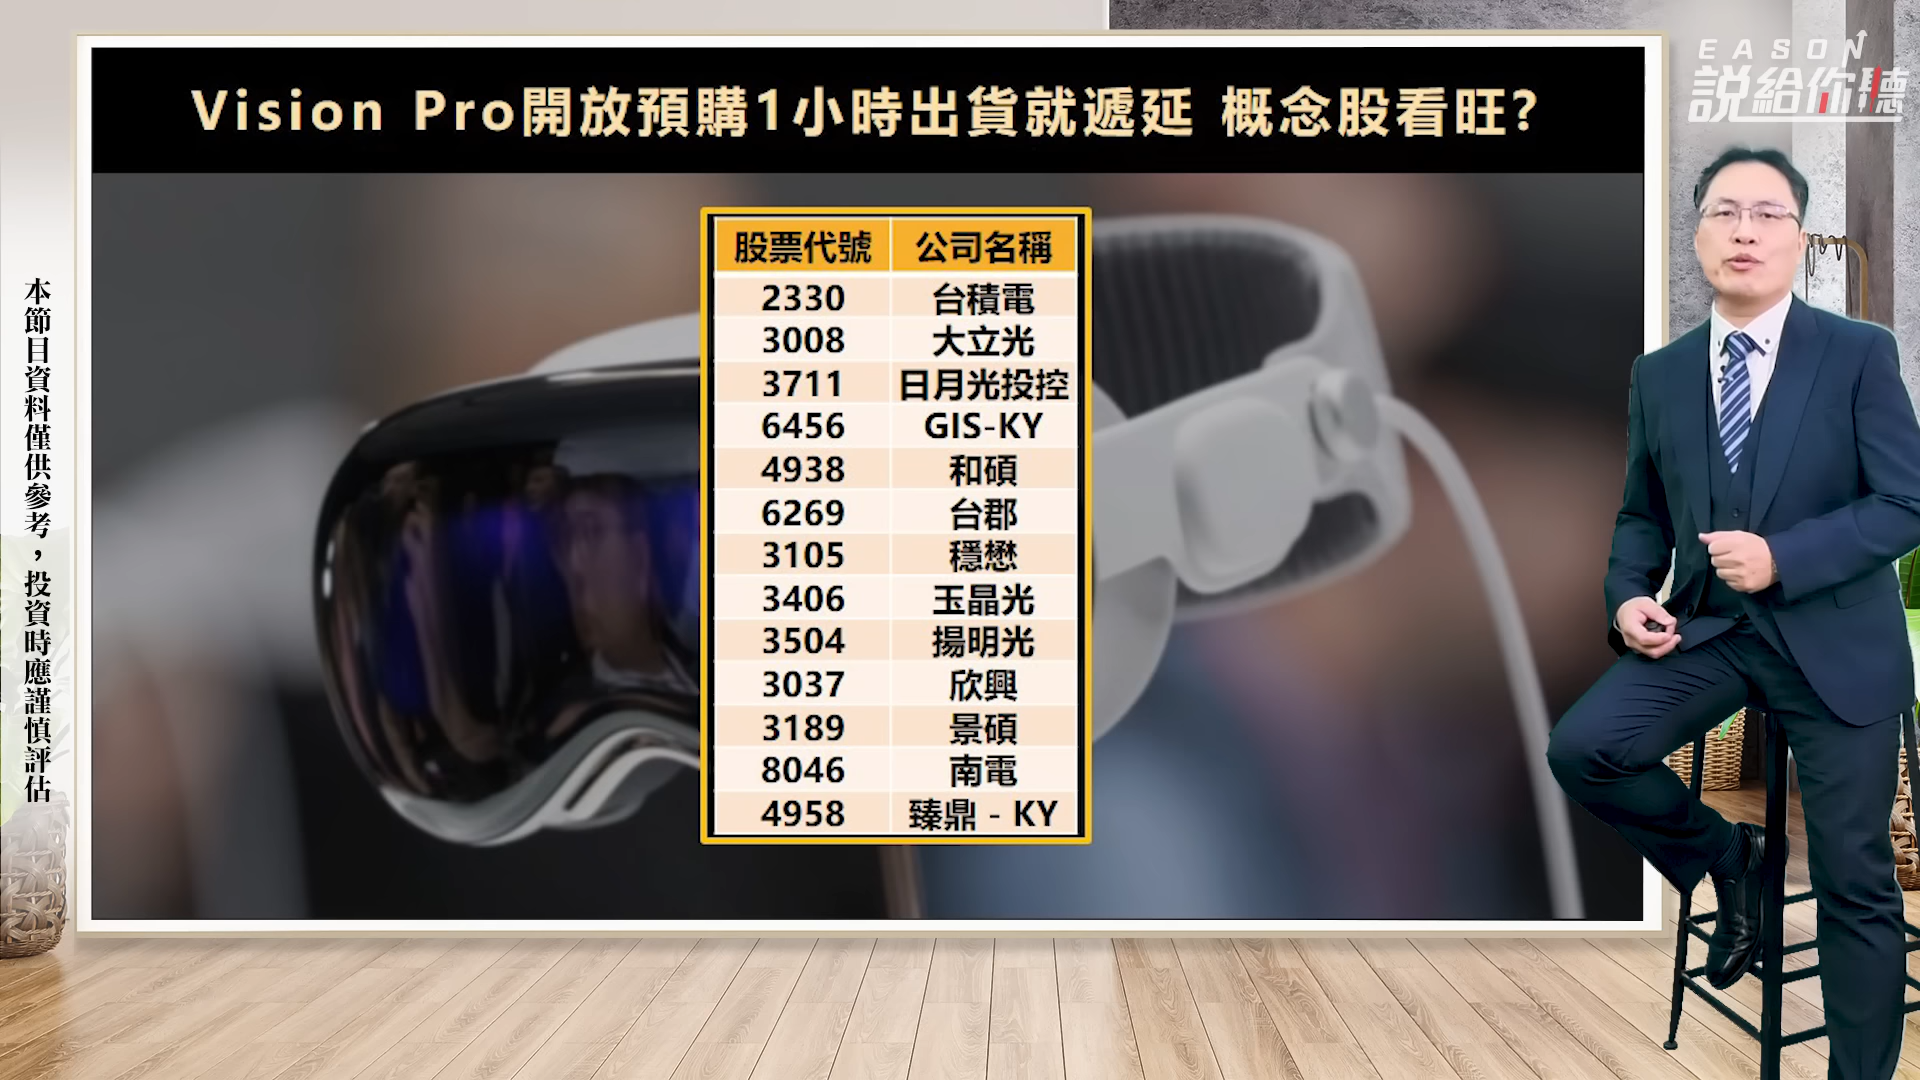 Vision Pro開放預購1小時出貨就遞延 概念股看旺?
EASON
說給你聽
股票代號 公司名稱
2330 台積電
3008 大立光
3711 日月光投控
6456 GIS-KY
4938 和碩
6269 台郡
3105 穩懋
3406 玉晶光
3504 揚明光
3037 欣興
3189 景碩
8046 南電
4958 臻鼎 - KY
本節目資料僅供參考，投資時應謹慎評估